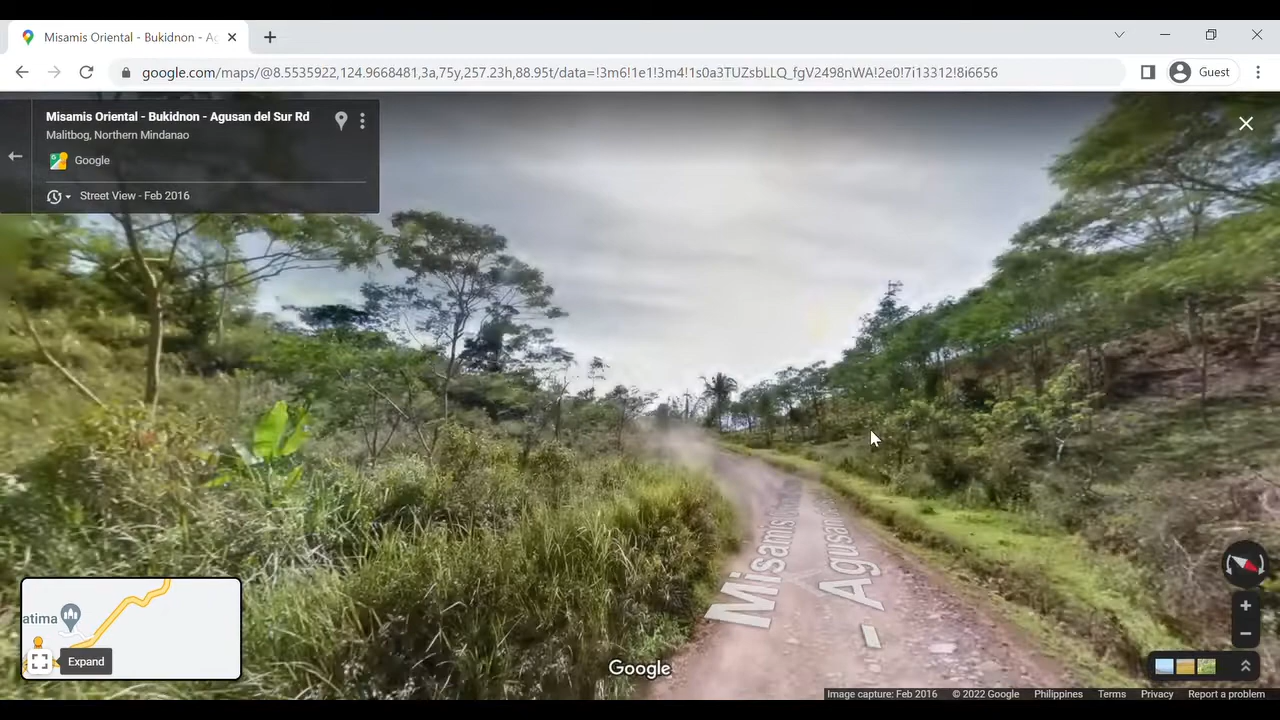 Misamis Oriental - Bukidnon - Ag
google.com/maps/@8.5535922,124.9668481,3a,75y,257.23h,88.95t/data=!3m6!1e1!3m4!1s0a3TUZsbLLQ_fgV2498nWA!2e0!7i13312!8i6656
Guest
Misamis Oriental - Bukidnon - Agusan del Sur Rd
Malitbog, Northern Mindanao
Google
Street View - Feb 2016
Misamis
- Agusan
atima
Expand
Google
Image capture: Feb 2016 © 2022 Google Philippines Terms Privacy Report a problem